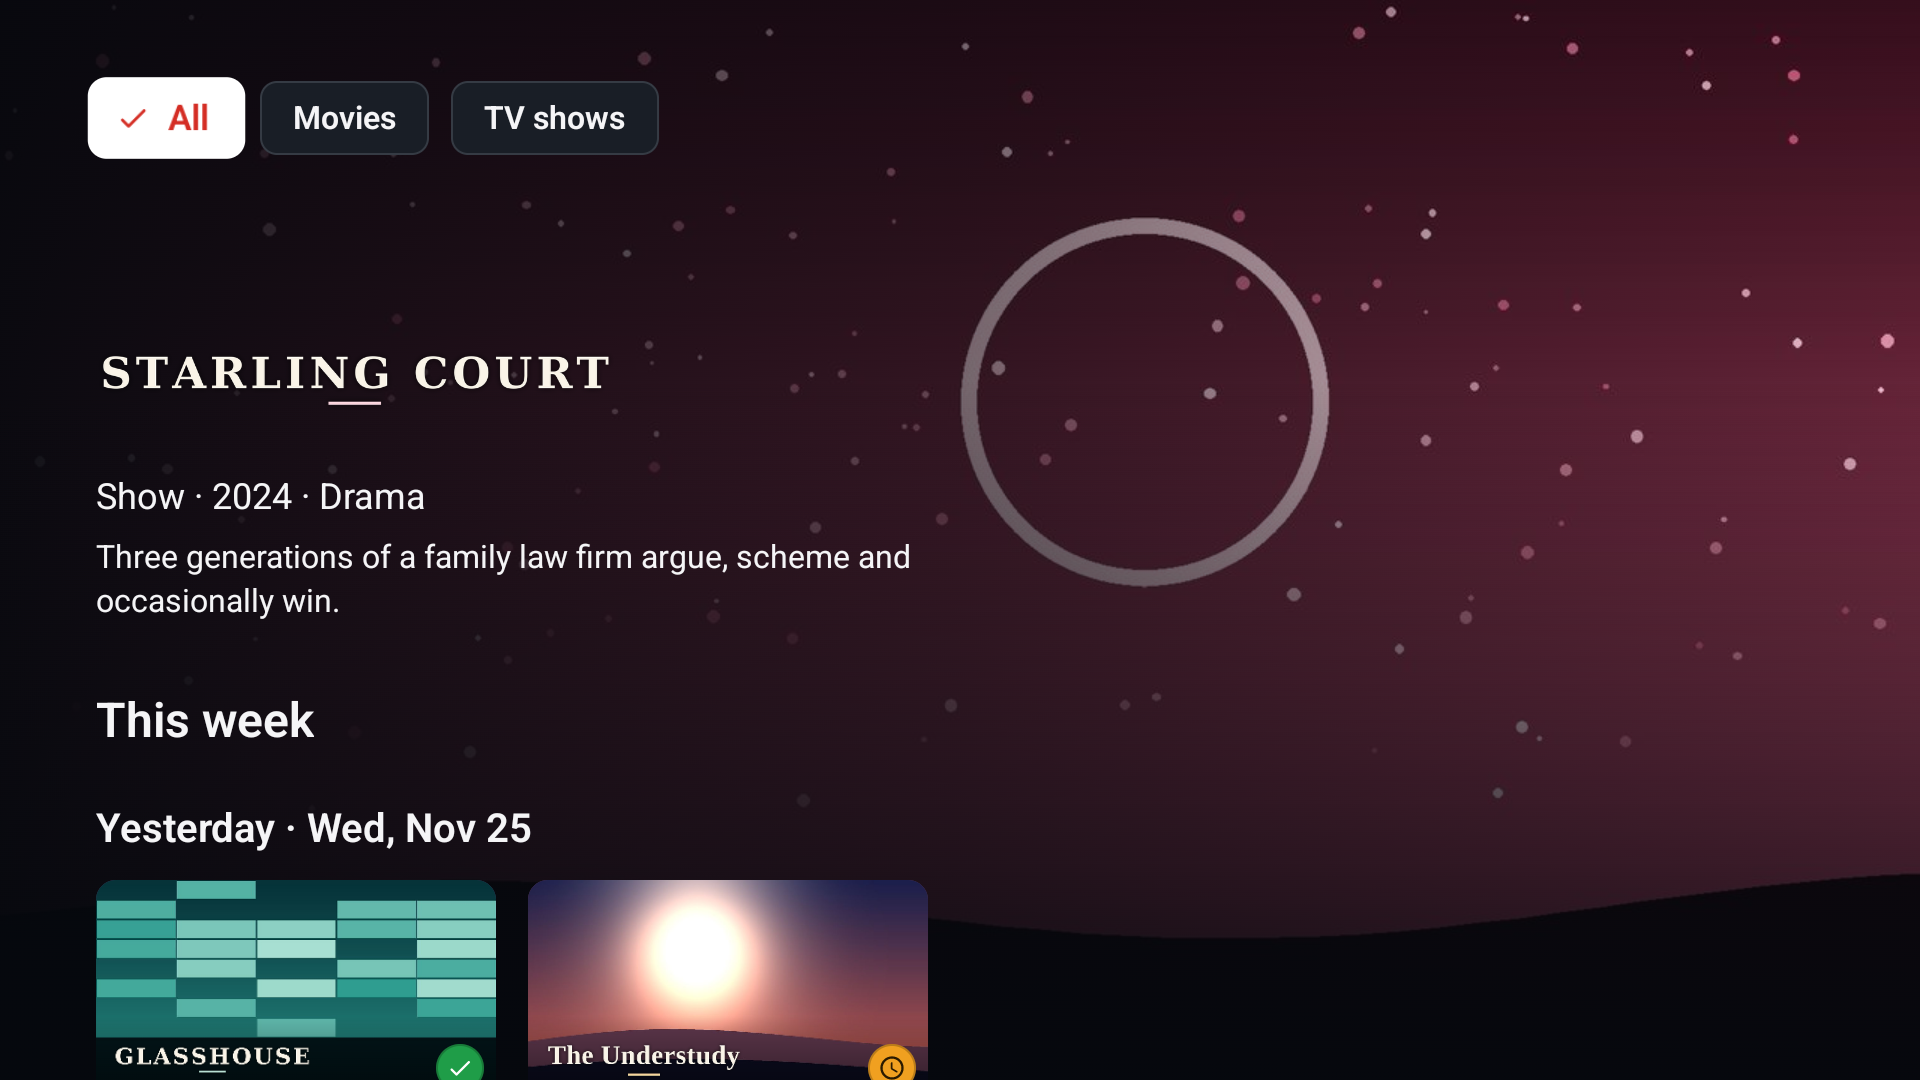 All
Movies
TV shows
STARLING COURT
Show · 2024 · Drama
Three generations of a family law firm argue, scheme and
occasionally win.
This week
Yesterday · Wed, Nov 25
GLASSHOUSE
The Understudy